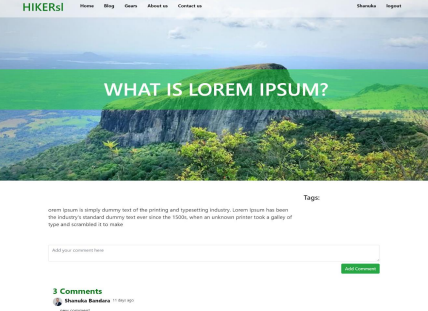 HIKERsl Home Blog Gears About us Contact us Shanuka logout
WHAT IS LOREM IPSUM?
Tags:
orem Ipsum is simply dummy text of the printing and typesetting industry. Lorem Ipsum has been
the industry's standard dummy text ever since the 1500s, when an unknown printer took a galley of
type and scrambled it to make
Add your comment here
Add Comment
3 Comments
Shanuka Bandara 11 days ago